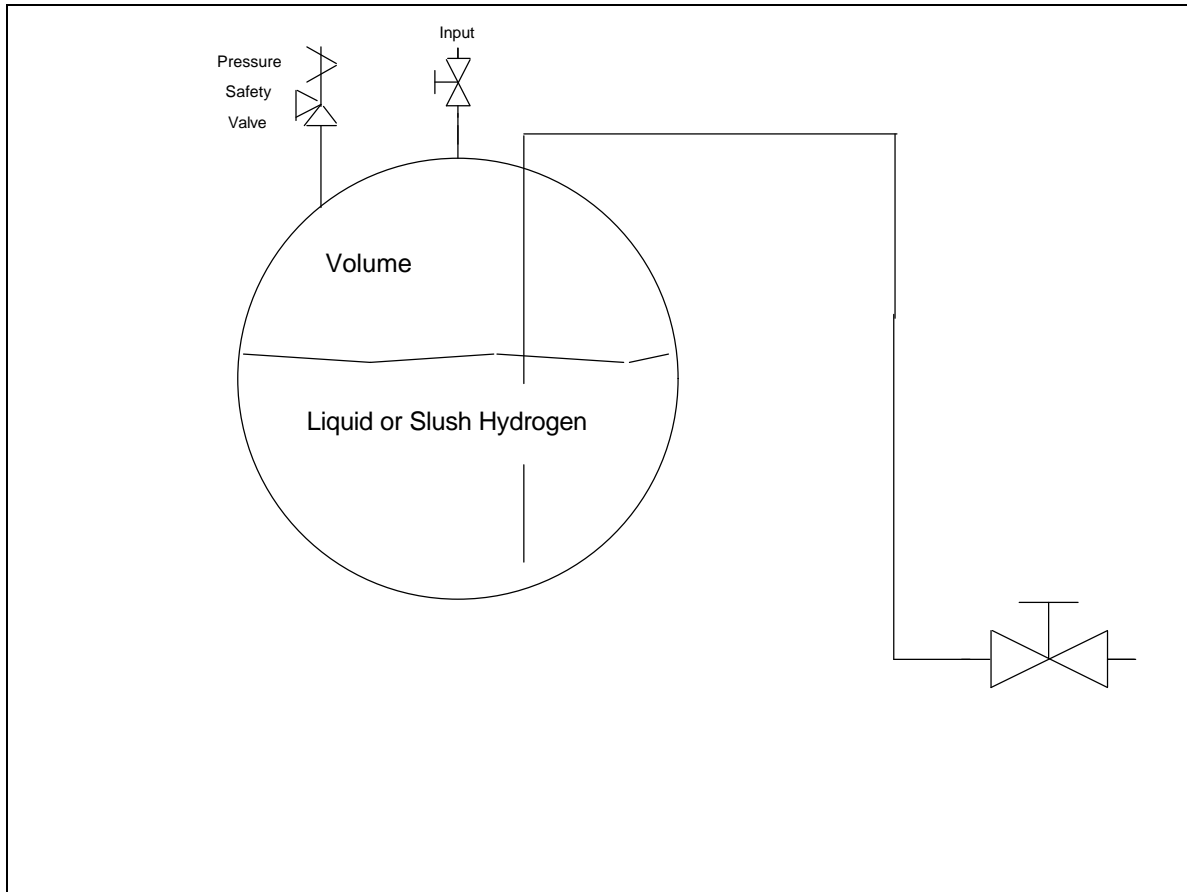 Input
Pressure
Safety
Valve
Volume
Liquid or Slush Hydrogen